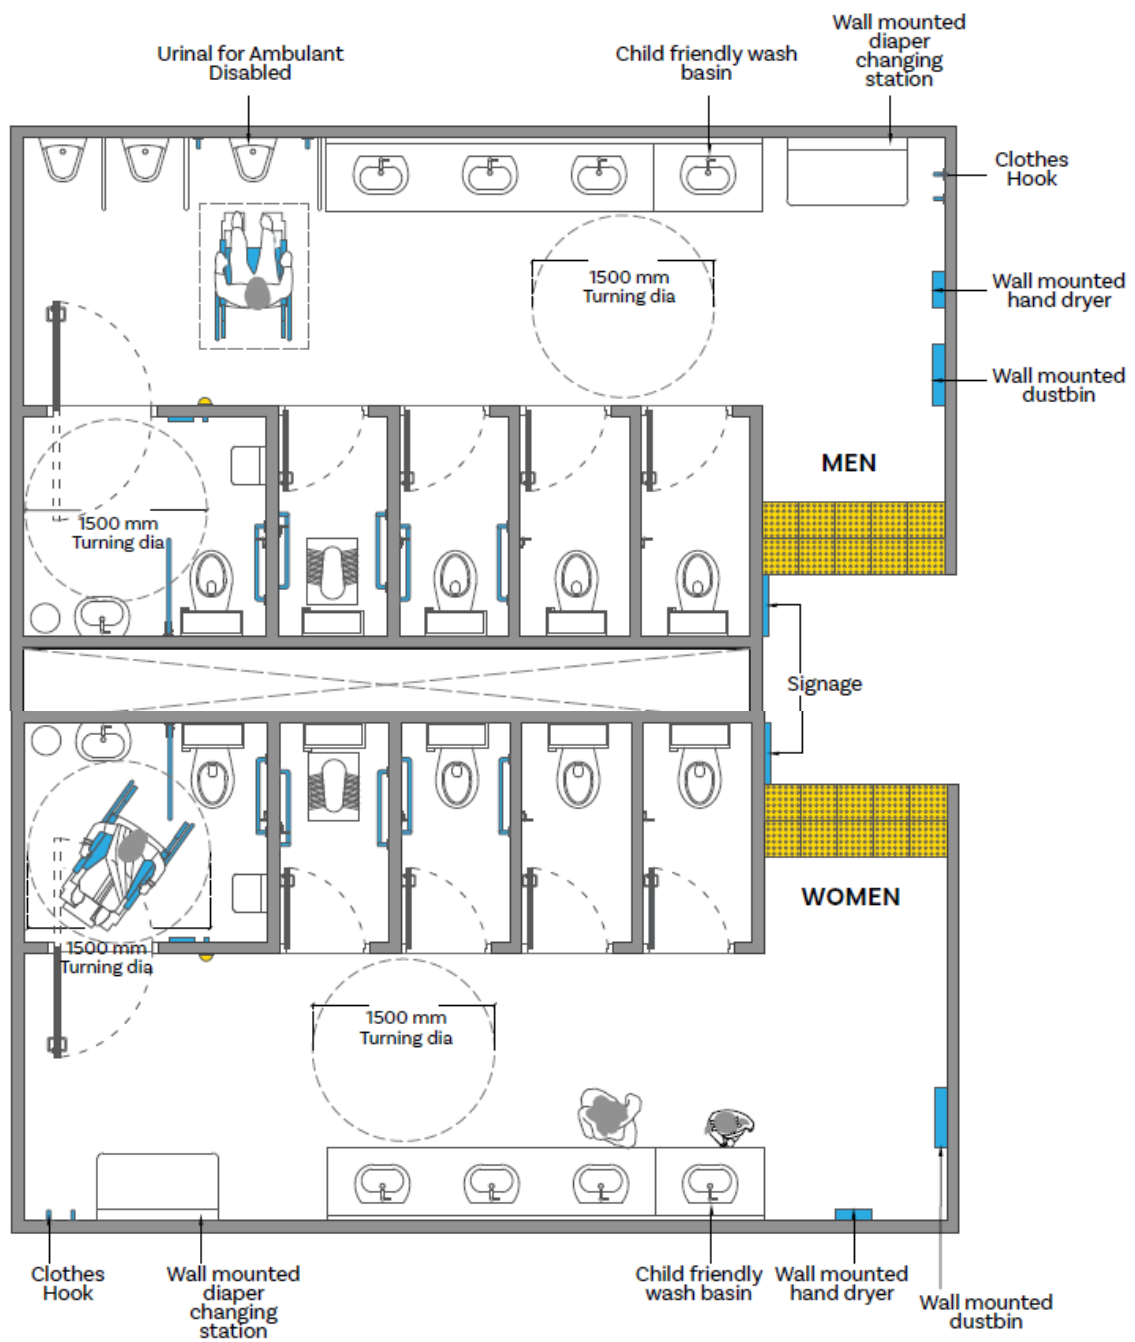 Urinal for Ambulant
Disabled
Child friendly wash
basin
Wall mounted
diaper
changing
station
Clothes
Hook
1500 mm
Turning dia
Wall mounted
hand dryer
Wall mounted
dustbin
MEN
1500 mm
Turning dia
Signage
WOMEN
1500 mm
Turning dia
1500 mm
Turning dia
Clothes
Hook
Wall mounted
diaper
changing
station
Child friendly
wash basin
Wall mounted
hand dryer
Wall mounted
dustbin